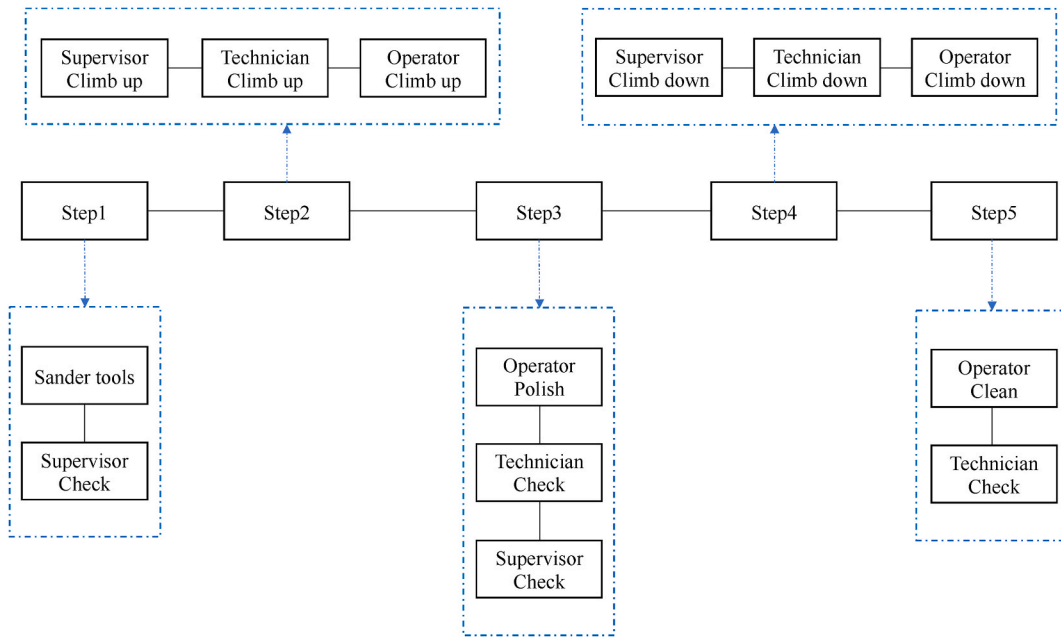 Supervisor
Climb up
Technician
Climb up
Operator
Climb up
Supervisor
Climb down
Technician
Climb down
Operator
Climb down
Step1
Step2
Step3
Step4
Step5
Sander tools
Supervisor
Check
Operator
Polish
Technician
Check
Supervisor
Check
Operator
Clean
Technician
Check